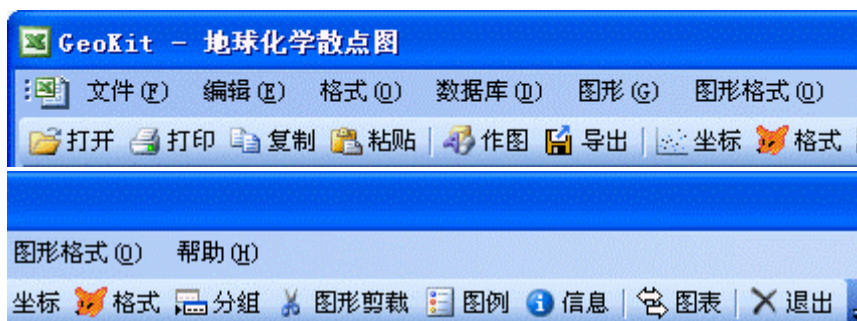 GeoKit - 地球化学散点图
文件(F) 编辑(E) 格式(O) 数据库(D) 图形(G) 图形格式(O)
打开 打印 复制 粘贴 作图 导出 坐标 格式
图形格式(O) 帮助(H)
坐标 格式 分组 图形剪裁 图例 信息 图表 退出